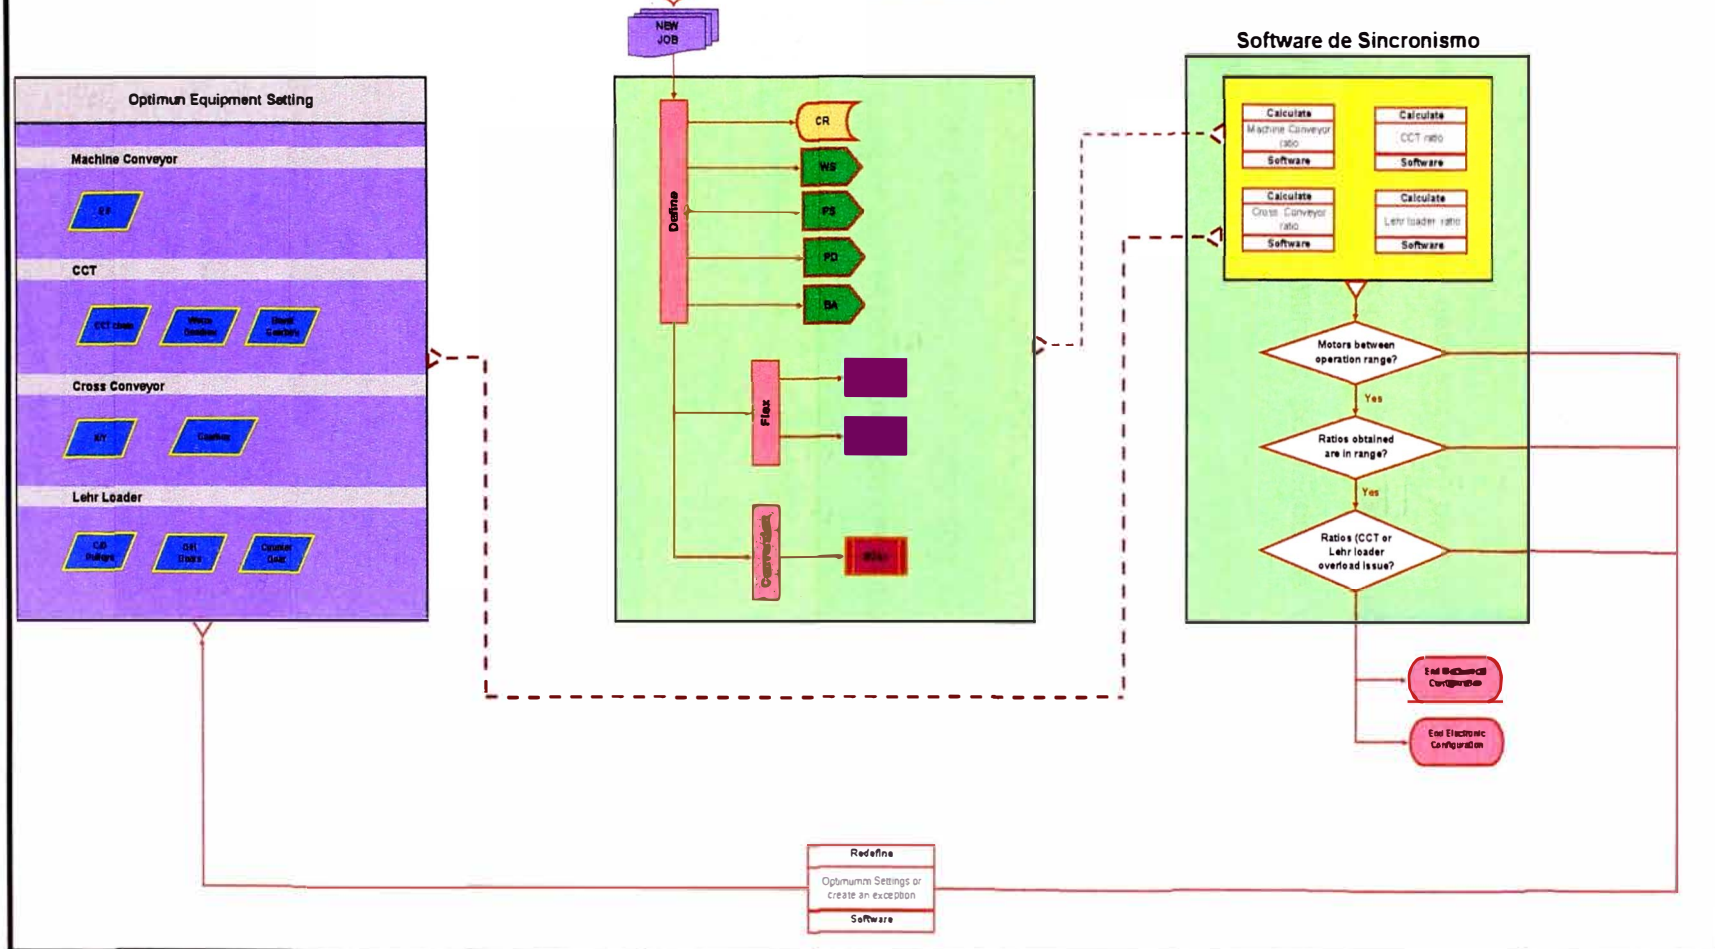 NEW
JOB
Software de Sincronismo
Optimun Equipment Setting
Machine Conveyor
CCT
CCT
Cross Conveyor
X/Y
Lehr Loader
Counter
Define
CR
WS
PS
PD
BA
Flex
Calculate
Machine Conveyor
ratio
Software
Calculate
CCT ratio
Software
Calculate
Cross Conveyor
ratio
Software
Calculate
Lehr loader ratio
Software
Motors between
operation range?
Yes
Ratios obtained
are in range?
Yes
Ratios (CCT or
Lehr loader
overload issue?
End
End Electronic
Configuration
Redefine
Optimumm Settings or
create an exception
Software